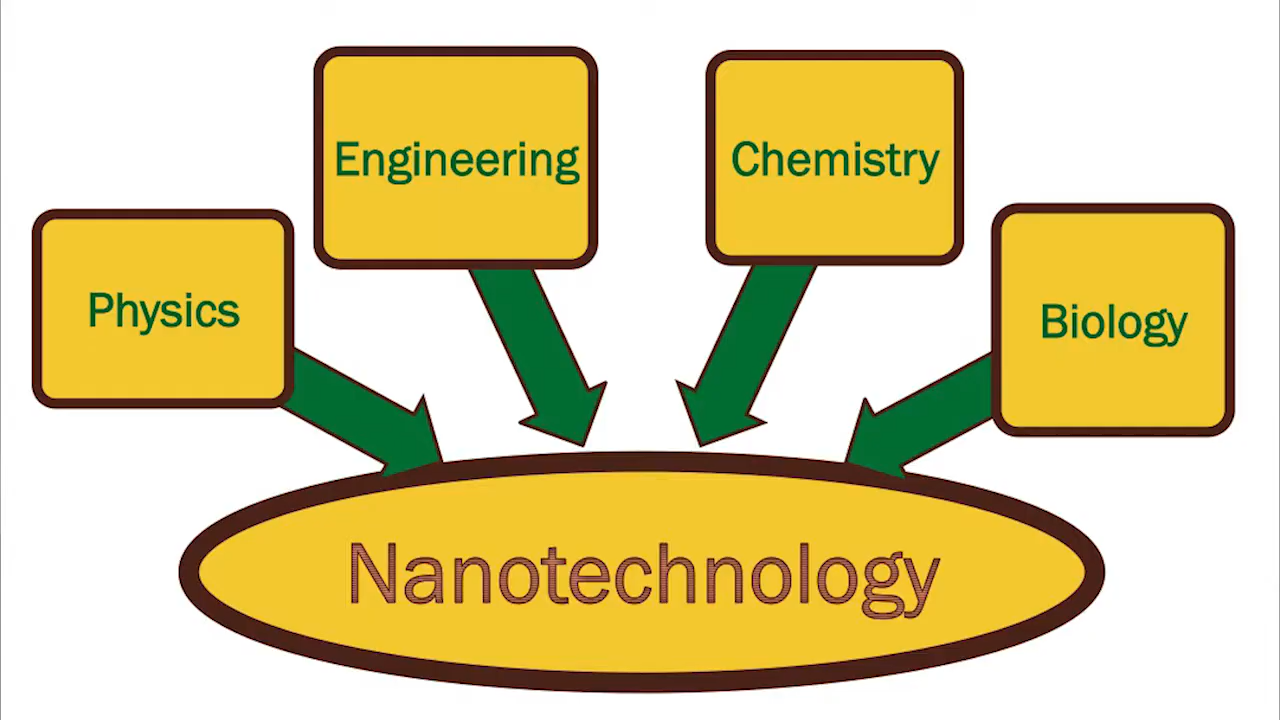 Engineering
Chemistry
Physics
Biology
Nanotechnology